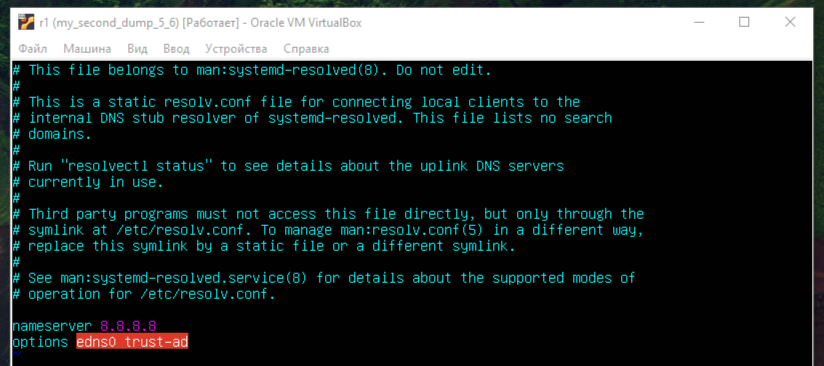 r1 (my_second_dump_5_6) [Работает] - Oracle VM VirtualBox
Файл Машина Вид Ввод Устройства Справка
# This file belongs to man:systemd-resolved(8). Do not edit.
#
# This is a static resolv.conf file for connecting local clients to the
# internal DNS stub resolver of systemd-resolved. This file lists no search
# domains.
#
# Run "resolvectl status" to see details about the uplink DNS servers
# currently in use.
#
# Third party programs must not access this file directly, but only through the
# symlink at /etc/resolv.conf. To manage man:resolv.conf(5) in a different way,
# replace this symlink by a static file or a different symlink.
#
# See man:systemd-resolved.service(8) for details about the supported modes of
# operation for /etc/resolv.conf.
nameserver 8.8.8.8
options edns0 trust-ad
~